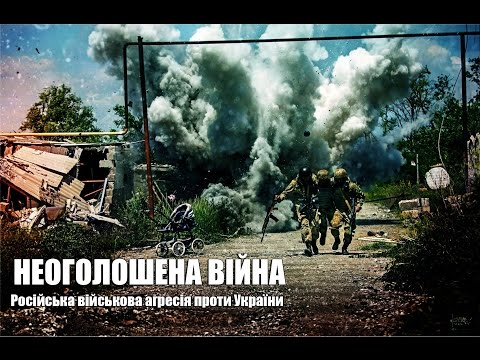 НЕОГОЛОШЕНА ВІЙНА
Російська військова агресія проти України